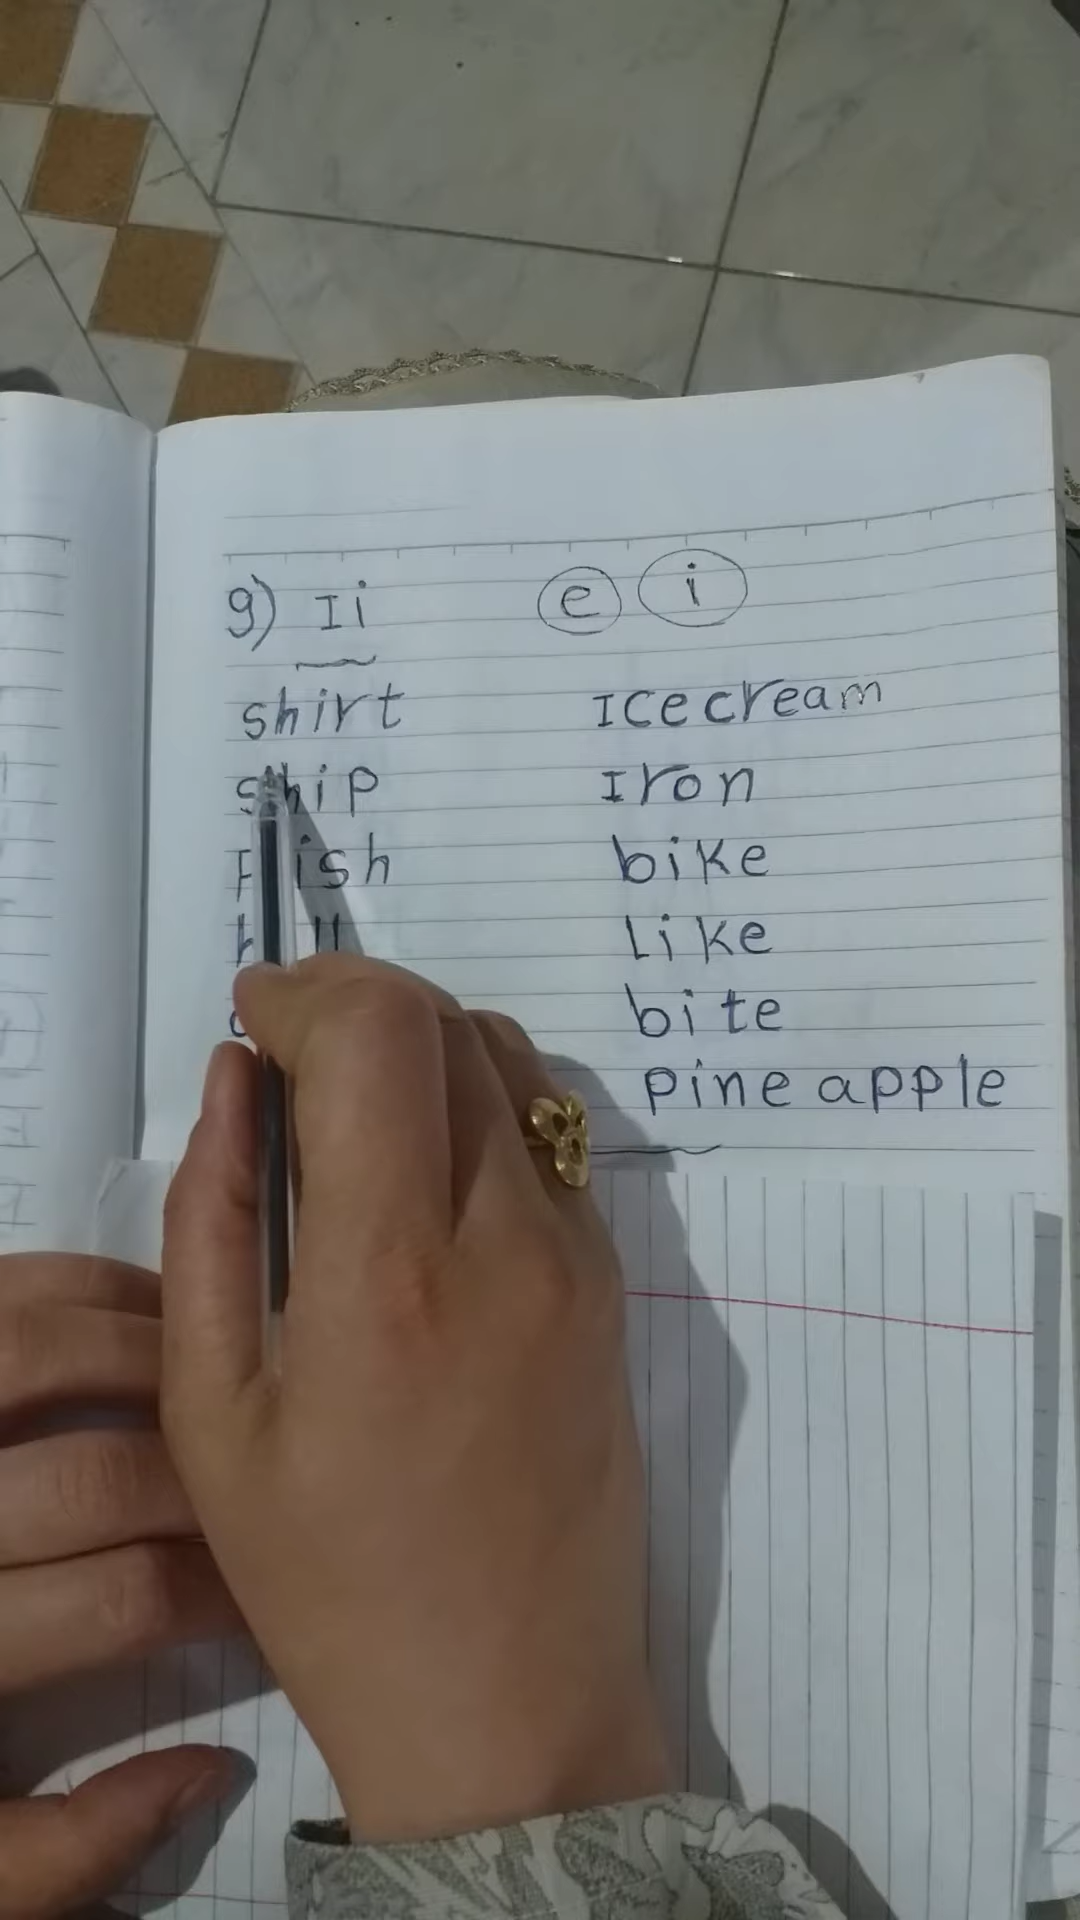 9) Ii e i
shirt Icecream
ship Iron
ish bike
Like
bite
pine apple